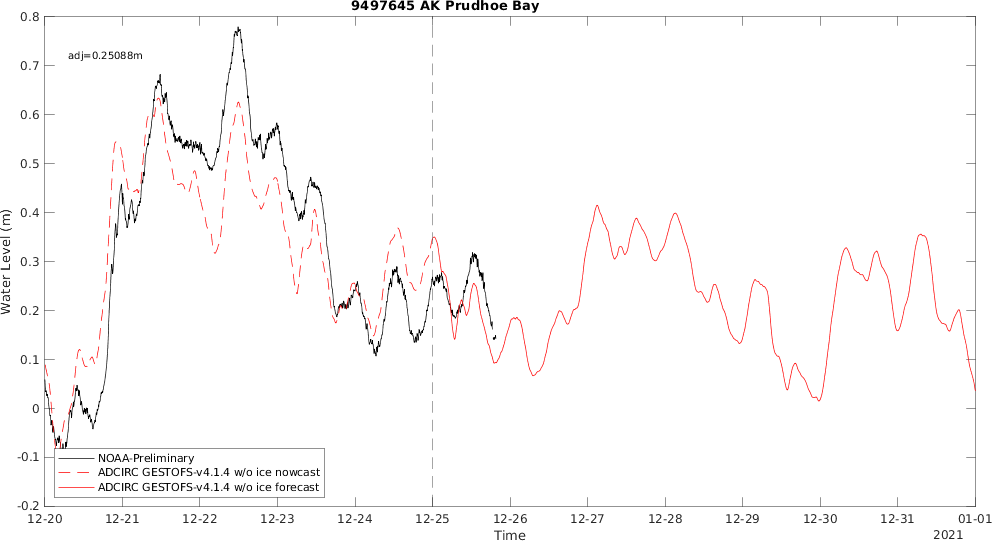 9497645 AK Prudhoe Bay
adj=0.25088m
Water Level (m)
0.8
0.7
0.6
0.5
0.4
0.3
0.2
0.1
0
-0.1
-0.2
NOAA-Preliminary
ADCIRC GESTOFS-v4.1.4 w/o ice nowcast
ADCIRC GESTOFS-v4.1.4 w/o ice forecast
12-20 12-21 12-22 12-23 12-24 12-25 12-26 12-27 12-28 12-29 12-30 12-31 01-01
Time
2021